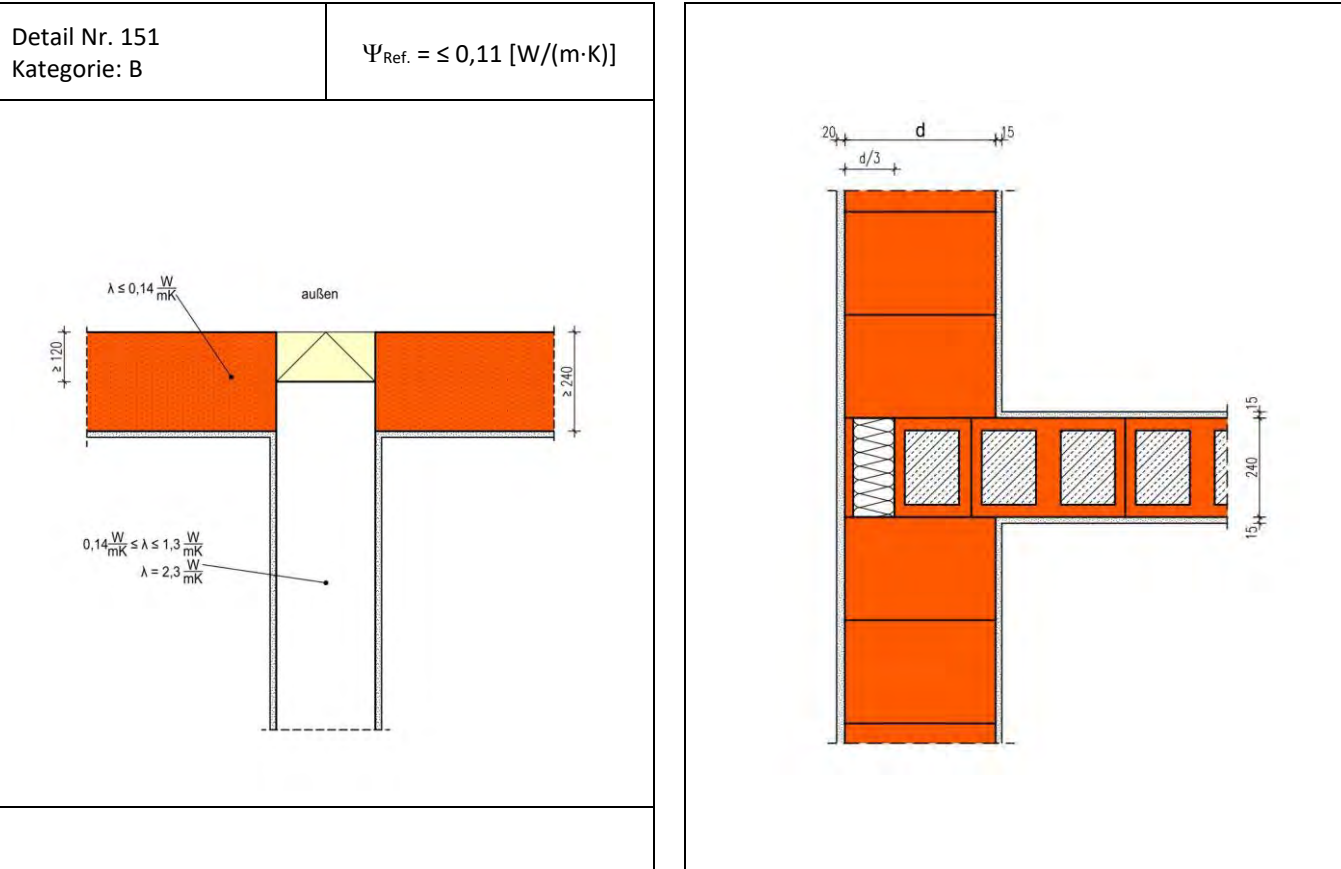 Detail Nr. 151
Kategorie: B
ΨRef. = ≤ 0,11 [W/(m·K)]
λ ≤ 0,14 W/mK
außen
≥ 120
≥ 240
0,14 W/mK ≤ λ ≤ 1,3 W/mK
λ = 2,3 W/mK
20 d 15
d/3
15
240
15